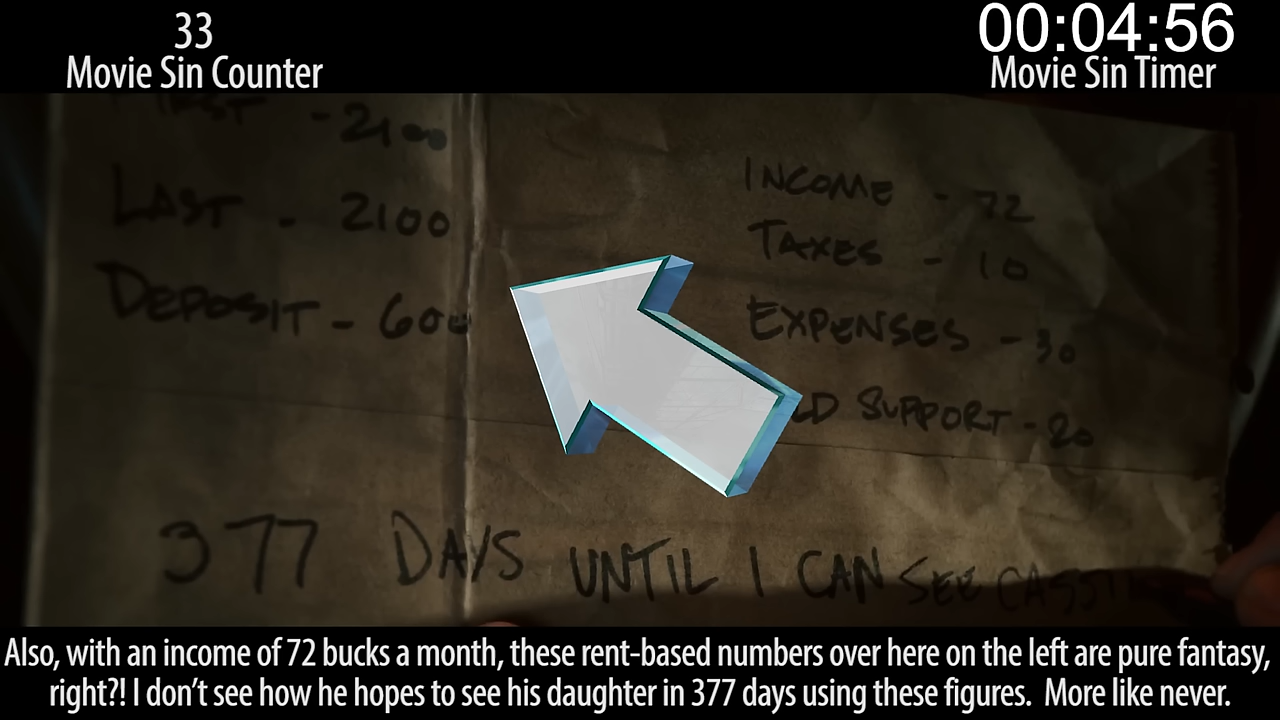 33
Movie Sin Counter
00:04:56
Movie Sin Timer
- 2100
LAST - 2100
DEPOSIT - 600
INCOME - 72
TAXES - 10
EXPENSES - 30
LD SUPPORT - 20
377 DAYS UNTIL I CAN SEE
Also, with an income of 72 bucks a month, these rent-based numbers over here on the left are pure fantasy,
right?! I don't see how he hopes to see his daughter in 377 days using these figures. More like never.